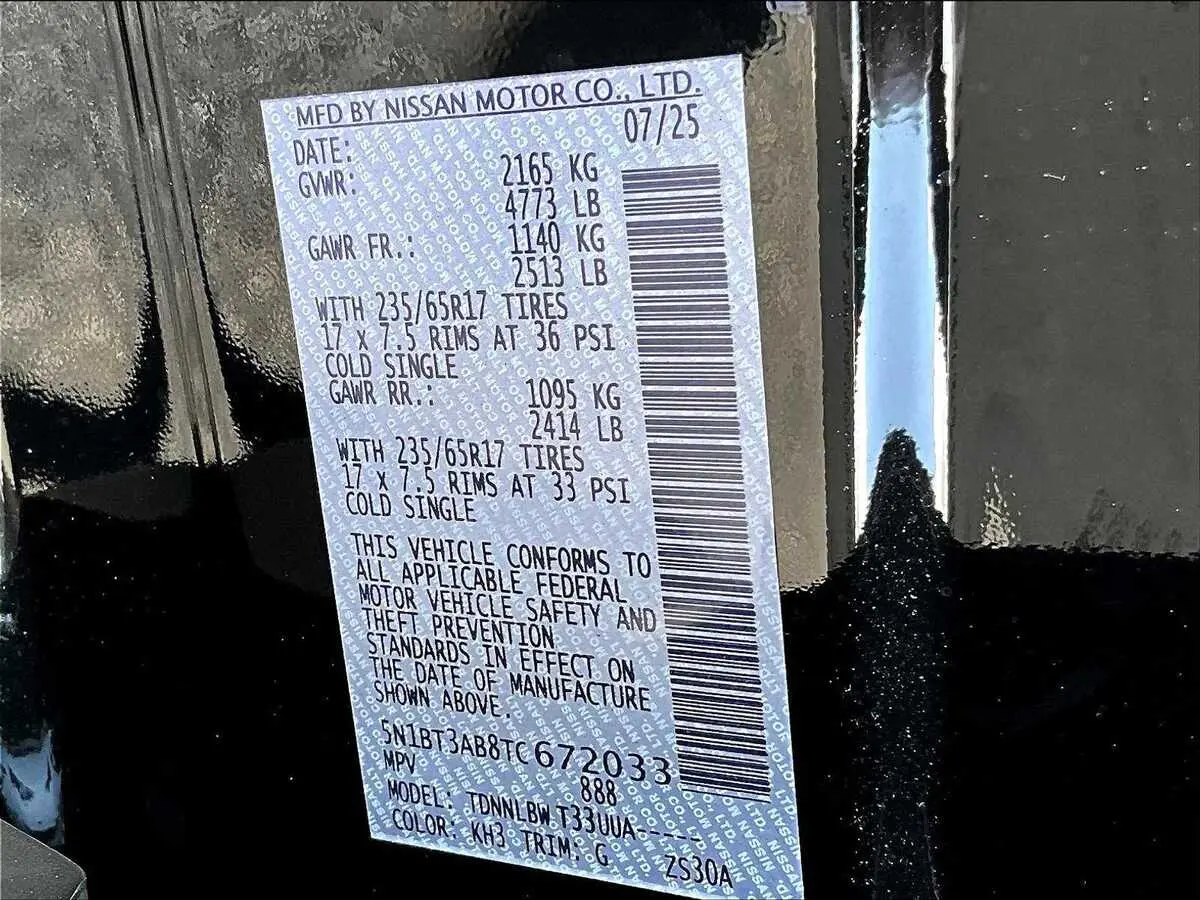 MFD BY NISSAN MOTOR CO., LTD.
DATE: 07/25
GVWR: 2165 KG
4773 LB
GAWR FR.: 1140 KG
2513 LB
WITH 235/65R17 TIRES
17 X 7.5 RIMS AT 36 PSI
COLD SINGLE
GAWR RR.: 1095 KG
2414 LB
WITH 235/65R17 TIRES
17 X 7.5 RIMS AT 33 PSI
COLD SINGLE
THIS VEHICLE CONFORMS TO
ALL APPLICABLE FEDERAL
MOTOR VEHICLE SAFETY AND
THEFT PREVENTION
STANDARDS IN EFFECT ON
THE DATE OF MANUFACTURE
SHOWN ABOVE.
5N1BT3AB8TC672033
MPV 888
MODEL: TDNNLBW T33UUA-----
COLOR: KH3 TRIM: G ZS30A